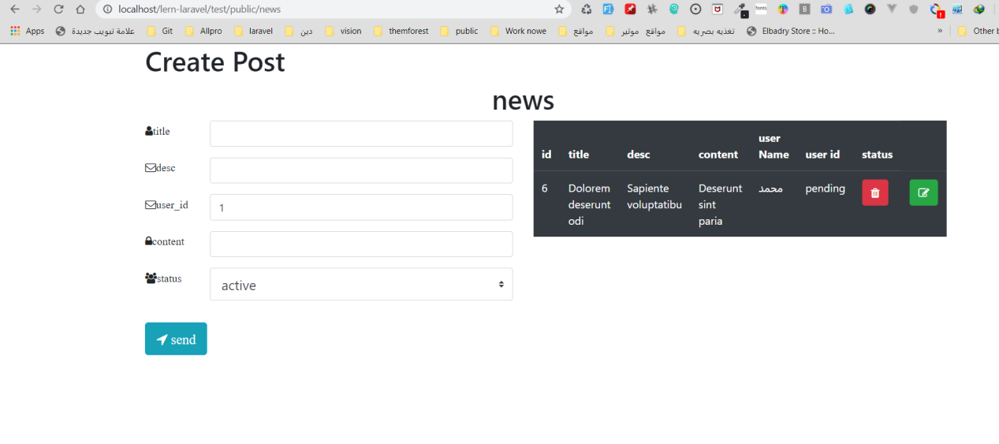 localhost/lern-laravel/test/public/news
fonts
B
Apps علامة تبويب جديدة Git Allpro laravel دين vision themforest public Work nowe مواقع مواقع موثير تغذيه بصريه Elbadry Store :: Ho... » Other b
Create Post
news
title
desc
user_id 1
content
status active
send
id title desc content user Name user id status
6 Dolorem deserunt odi Sapiente voluptatibu Deserunt sint paria محمد pending